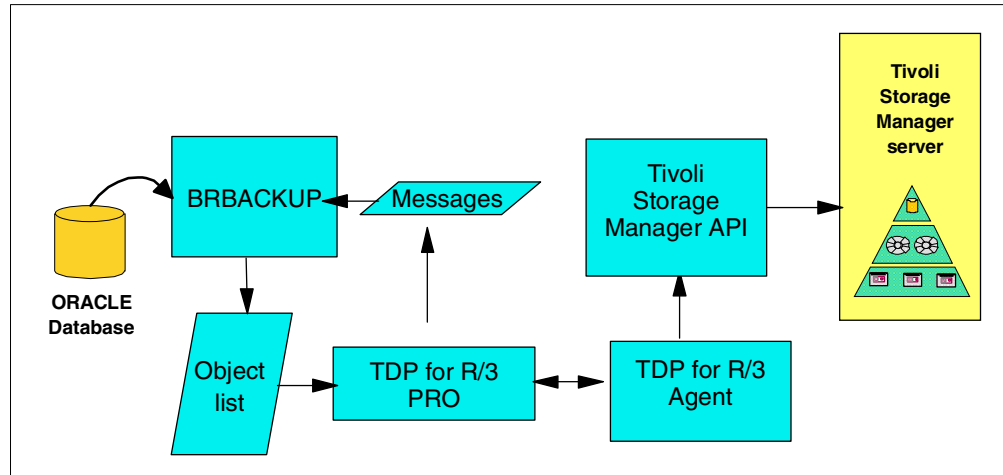 Tivoli
Storage
Manager
server
BRBACKUP
Messages
Tivoli
Storage
Manager API
ORACLE
Database
Object
list
TDP for R/3
PRO
TDP for R/3
Agent